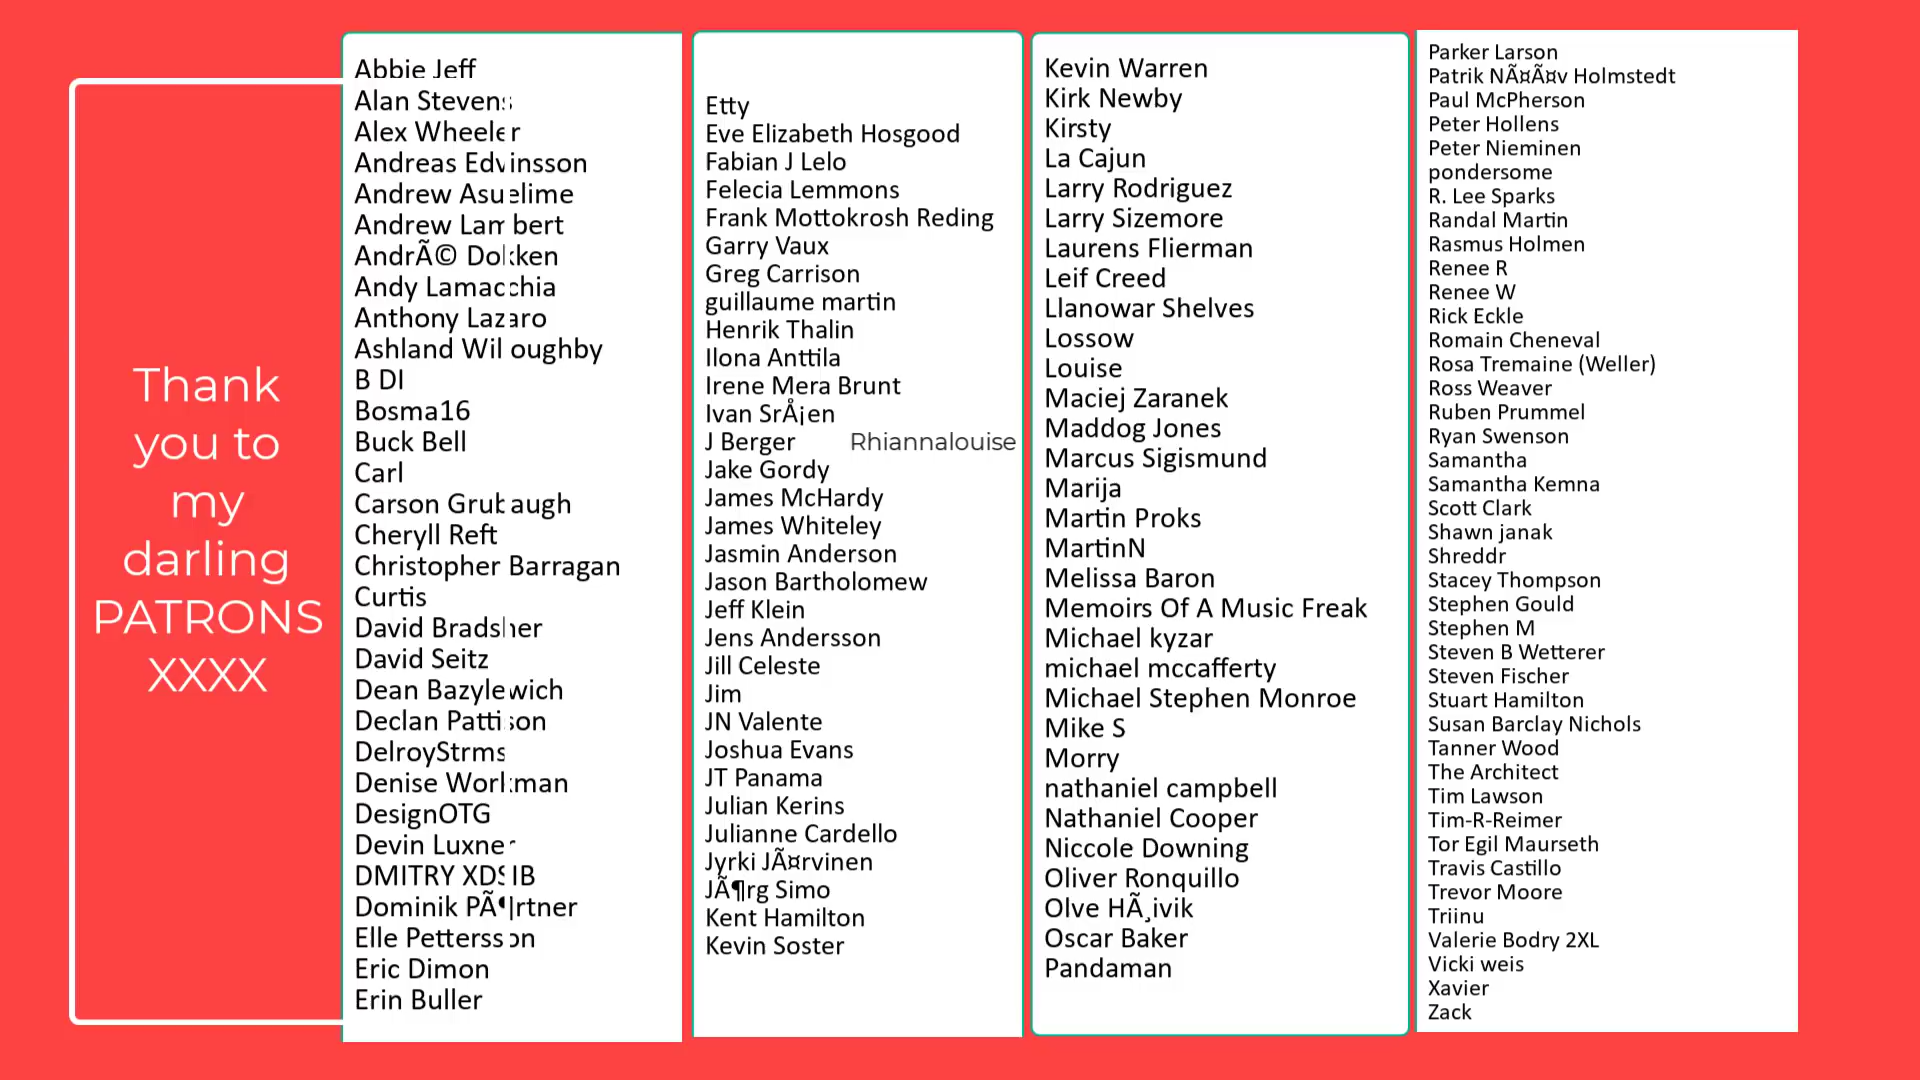 Thank
you to
my
darling
PATRONS
XXXX
Abbie Jeff
Alan Stevens
Alex Wheeler
Andreas Edvinsson
Andrew Asuelime
Andrew Lambert
AndrÃ© Dokken
Andy Lamacchia
Anthony Lazaro
Ashland Willoughby
B DI
Bosma16
Buck Bell
Carl
Carson Grubaugh
Cheryll Reft
Christopher Barragan
Curtis
David Bradsher
David Seitz
Dean Bazylewich
Declan Pattison
DelroyStrms
Denise Workman
DesignOTG
Devin Luxner
DMITRY XDSIB
Dominik PÃ¶rtner
Elle Pettersson
Eric Dimon
Erin Buller
Etty
Eve Elizabeth Hosgood
Fabian J Lelo
Felecia Lemmons
Frank Mottokrosh Reding
Garry Vaux
Greg Carrison
guillaume martin
Henrik Thalin
Ilona Anttila
Irene Mera Brunt
Ivan SrÅ¡en
J Berger
Rhiannalouise
Jake Gordy
James McHardy
James Whiteley
Jasmin Anderson
Jason Bartholomew
Jeff Klein
Jens Andersson
Jill Celeste
Jim
JN Valente
Joshua Evans
JT Panama
Julian Kerins
Julianne Cardello
Jyrki JÃ¤rvinen
JÃ¶rg Simo
Kent Hamilton
Kevin Soster
Kevin Warren
Kirk Newby
Kirsty
La Cajun
Larry Rodriguez
Larry Sizemore
Laurens Flierman
Leif Creed
Llanowar Shelves
Lossow
Louise
Maciej Zaranek
Maddog Jones
Marcus Sigismund
Marija
Martin Proks
MartinN
Melissa Baron
Memoirs Of A Music Freak
Michael kyzar
michael mccafferty
Michael Stephen Monroe
Mike S
Morry
nathaniel campbell
Nathaniel Cooper
Niccole Downing
Oliver Ronquillo
Olve HÃ¸ivik
Oscar Baker
Pandaman
Parker Larson
Patrik NÃ¤Ã¤v Holmstedt
Paul McPherson
Peter Hollens
Peter Nieminen
pondersome
R. Lee Sparks
Randal Martin
Rasmus Holmen
Renee R
Renee W
Rick Eckle
Romain Cheneval
Rosa Tremaine (Weller)
Ross Weaver
Ruben Prummel
Ryan Swenson
Samantha
Samantha Kemna
Scott Clark
Shawn janak
Shreddr
Stacey Thompson
Stephen Gould
Stephen M
Steven B Wetterer
Steven Fischer
Stuart Hamilton
Susan Barclay Nichols
Tanner Wood
The Architect
Tim Lawson
Tim-R-Reimer
Tor Egil Maurseth
Travis Castillo
Trevor Moore
Triinu
Valerie Bodry 2XL
Vicki weis
Xavier
Zack